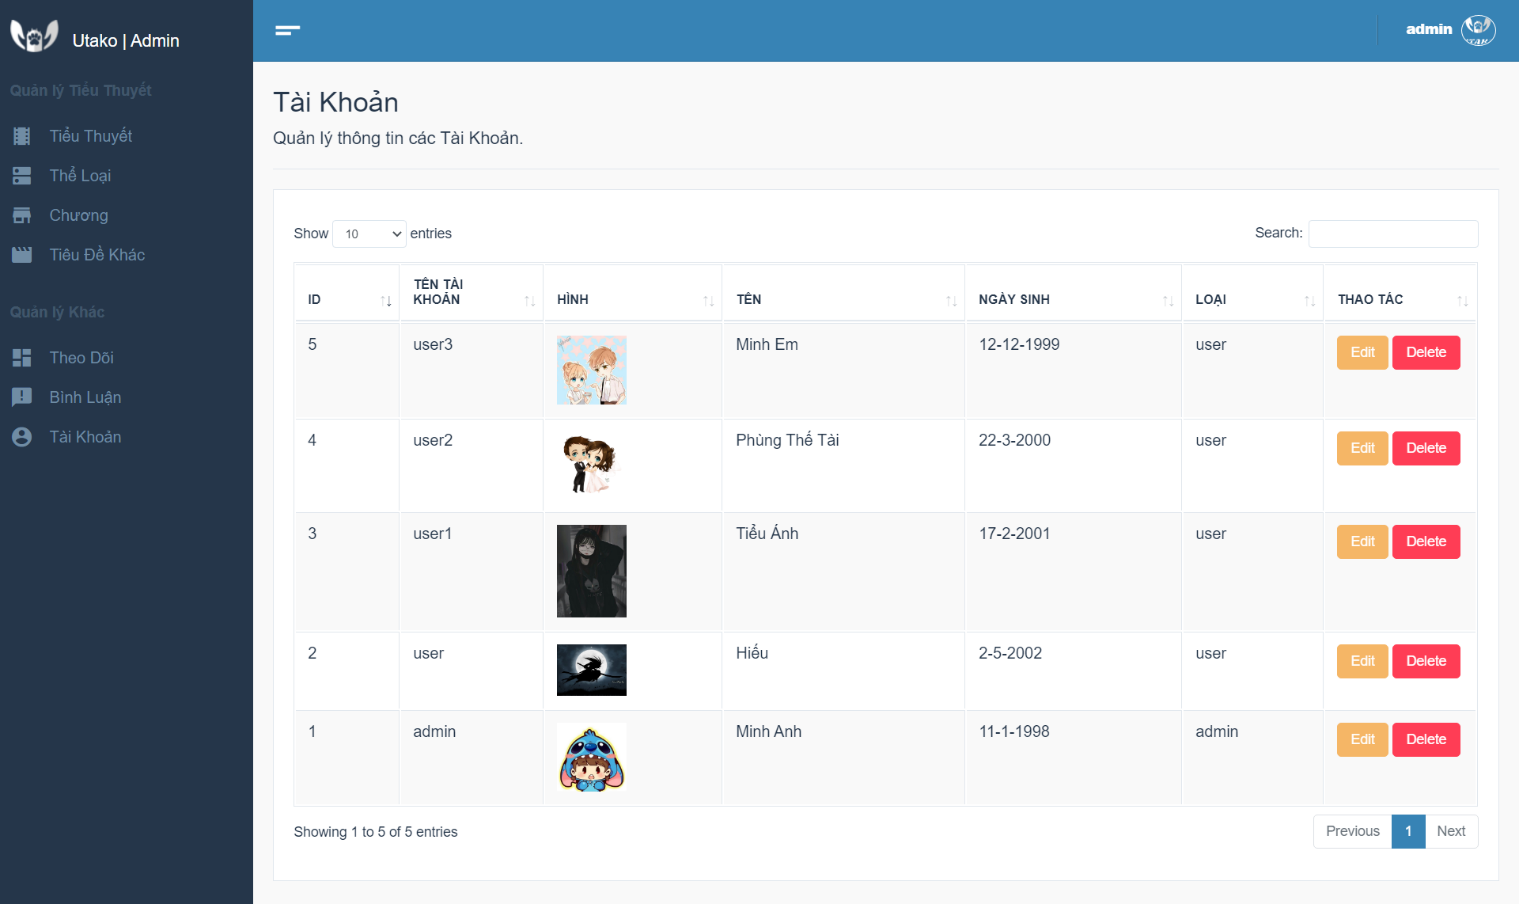 Utako | Admin
admin
Quản lý Tiểu Thuyết
Tiểu Thuyết
Thể Loại
Chương
Tiêu Đề Khác
Quản lý Khác
Theo Dõi
Bình Luận
Tài Khoản
Tài Khoản
Quản lý thông tin các Tài Khoản.
Show 10 entries
Search:
ID TÊN TÀI KHOẢN HÌNH TÊN NGÀY SINH LOẠI THAO TÁC
5 user3 Minh Em 12-12-1999 user Edit Delete
4 user2 Phùng Thế Tài 22-3-2000 user Edit Delete
3 user1 Tiểu Ánh 17-2-2001 user Edit Delete
2 user Hiếu 2-5-2002 user Edit Delete
1 admin Minh Anh 11-1-1998 admin Edit Delete
Showing 1 to 5 of 5 entries
Previous 1 Next